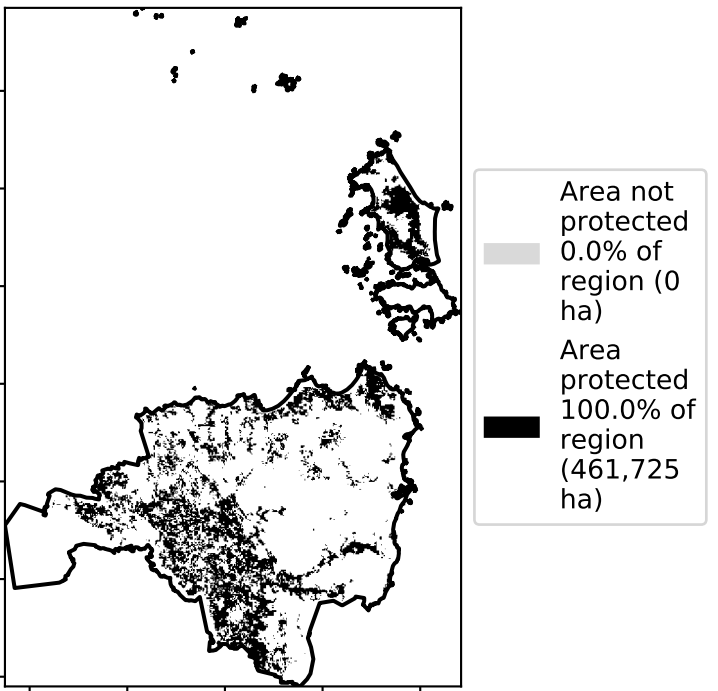 Area not
protected
0.0% of
region (0
ha)
Area
protected
100.0% of
region
(461,725
ha)